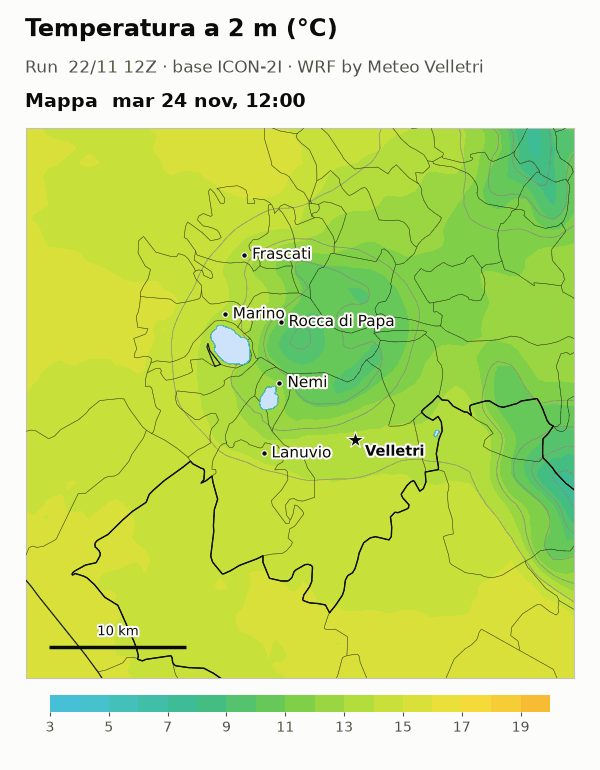 Temperatura a 2 m (°C)
Run  22/11 12Z · base ICON-2I · WRF by Meteo Velletri
Mappa  mar 24 nov, 12:00
Frascati
Marino
Rocca di Papa
Nemi
Lanuvio
Velletri
10 km
3 5 7 9 11 13 15 17 19